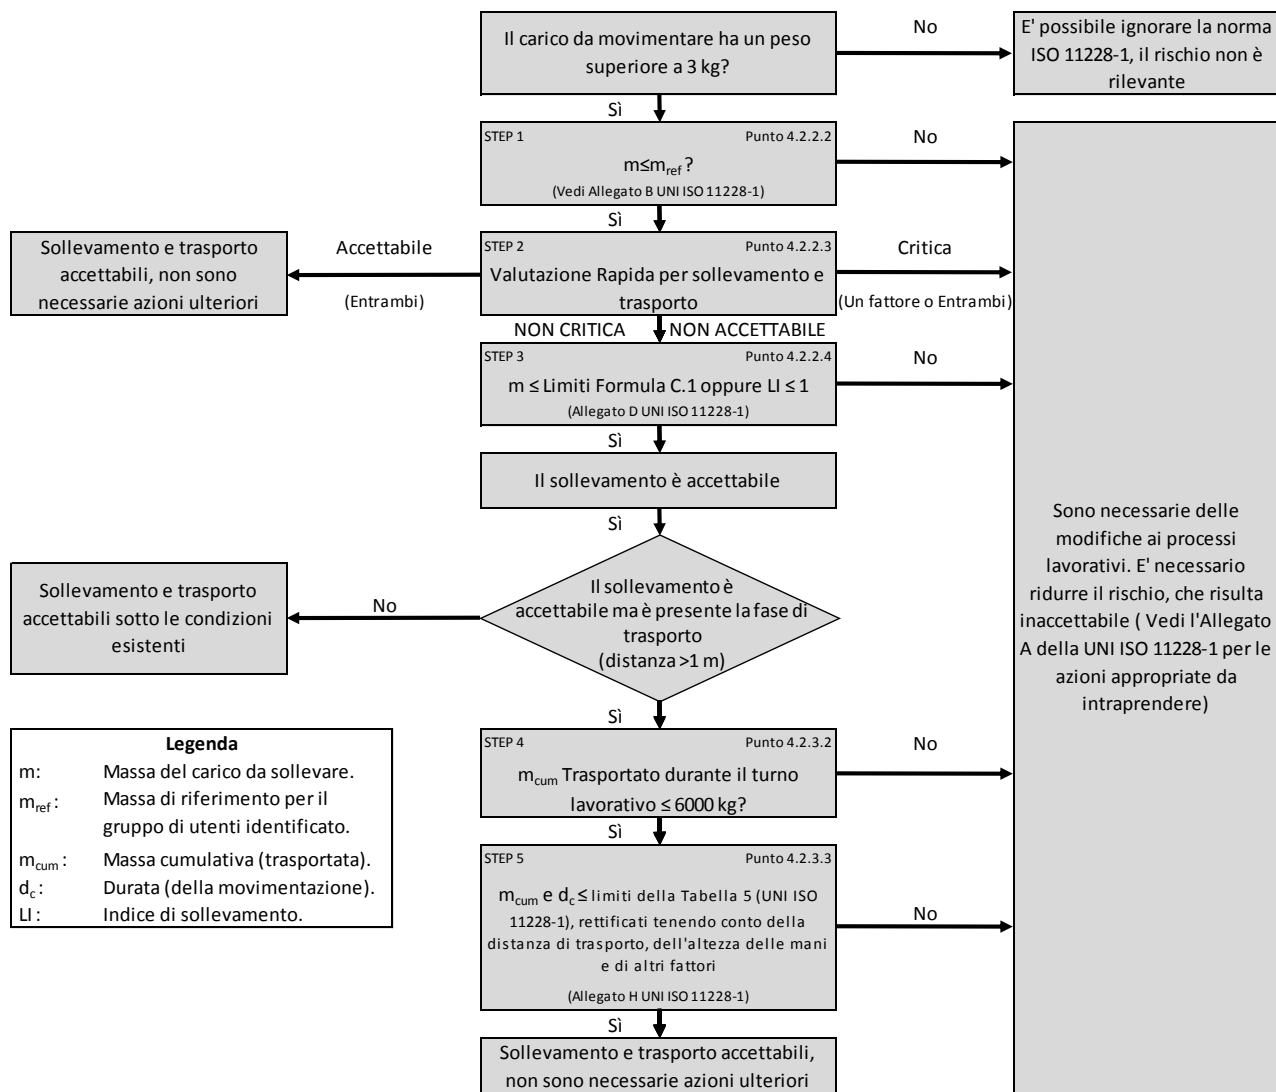 Il carico da movimentare ha un peso
superiore a 3 kg?
No
E' possibile ignorare la norma
ISO 11228-1, il rischio non è
rilevante
Sì
STEP 1 Punto 4.2.2.2
m≤m_ref ?
(Vedi Allegato B UNI ISO 11228-1)
No
Sì
Sollevamento e trasporto
accettabili, non sono
necessarie azioni ulteriori
Accettabile
(Entrambi)
STEP 2 Punto 4.2.2.3
Valutazione Rapida per sollevamento e
trasporto
Critica
(Un fattore o Entrambi)
NON CRITICA NON ACCETTABILE
STEP 3 Punto 4.2.2.4
m ≤ Limiti Formula C.1 oppure LI ≤ 1
(Allegato D UNI ISO 11228-1)
No
Sì
Il sollevamento è accettabile
Sì
Sollevamento e trasporto
accettabili sotto le condizioni
esistenti
No
Il sollevamento è
accettabile ma è presente la fase di
trasporto
(distanza >1 m)
Sono necessarie delle
modifiche ai processi
lavorativi. E' necessario
ridurre il rischio, che risulta
inaccettabile ( Vedi l'Allegato
A della UNI ISO 11228-1 per le
azioni appropriate da
intraprendere)
Sì
STEP 4 Punto 4.2.3.2
m_cum Trasportato durante il turno
lavorativo ≤ 6000 kg?
No
Sì
STEP 5 Punto 4.2.3.3
m_cum e d_c ≤ limiti della Tabella 5 (UNI ISO
11228-1), rettificati tenendo conto della
distanza di trasporto, dell'altezza delle mani
e di altri fattori
(Allegato H UNI ISO 11228-1)
No
Sì
Sollevamento e trasporto accettabili,
non sono necessarie azioni ulteriori
Legenda
m: Massa del carico da sollevare.
m_ref : Massa di riferimento per il
gruppo di utenti identificato.
m_cum : Massa cumulativa (trasportata).
d_c : Durata (della movimentazione).
LI : Indice di sollevamento.